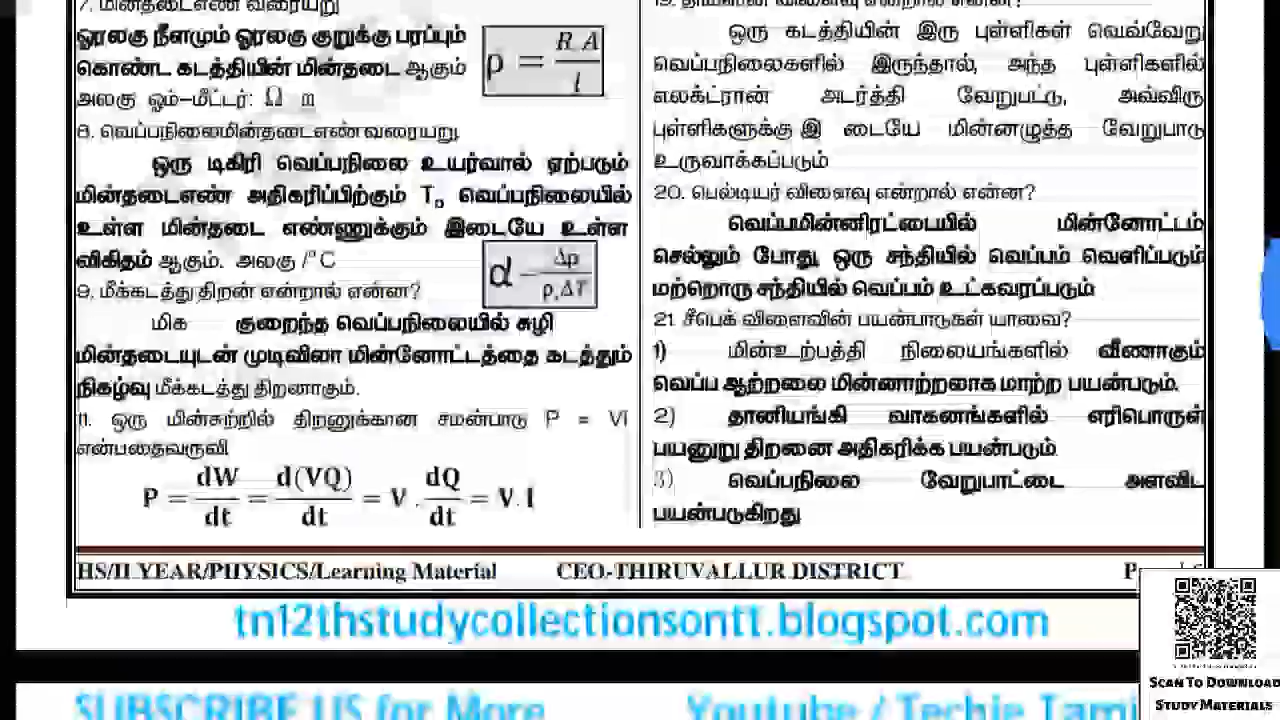 7. மின்தடைஎண் வரையறு
ஓரலகு நீளமும் ஓரலகு குறுக்கு பரப்பும்
கொண்ட கடத்தியின் மின்தடை ஆகும்
ρ = R A / l
அலகு ஓம்–மீட்டர்: Ω m
8. வெப்பநிலைமின்தடைஎண் வரையறு.
ஒரு டிகிரி வெப்பநிலை உயர்வால் ஏற்படும்
மின்தடைஎண் அதிகரிப்பிற்கும் T₀ வெப்பநிலையில்
உள்ள மின்தடை எண்ணுக்கும் இடையே உள்ள
விகிதம் ஆகும். அலகு /° C
9. மீக்கடத்து திறன் என்றால் என்ன?
மிக குறைந்த வெப்பநிலையில் சுழி
மின்தடையுடன் முடிவிலா மின்னோட்டத்தை கடத்தும்
நிகழ்வு மீக்கடத்து திறனாகும்.
11. ஒரு மின்சுற்றில் திறனுக்கான சமன்பாடு P = VI
என்பதைவருவி
P = dW/dt = d(VQ)/dt = V . dQ/dt = V. I
ஒரு கடத்தியின் இரு புள்ளிகள் வெவ்வேறு
வெப்பநிலைகளில் இருந்தால், அந்த புள்ளிகளில்
எலக்ட்ரான் அடர்த்தி வேறுபட்டு, அவ்விரு
புள்ளிகளுக்கு இ டையே மின்னழுத்த வேறுபாடு
உருவாக்கப்படும்
20. பெல்டியர் விளைவு என்றால் என்ன?
வெப்பமின்னிரட்டையில் மின்னோட்டம்
செல்லும் போது, ஒரு சந்தியில் வெப்பம் வெளிப்படும்
மற்றொரு சந்தியில் வெப்பம் உட்கவரப்படும்
21 சீபெக் விளைவின் பயன்பாடுகள் யாவை?
1) மின்உற்பத்தி நிலையங்களில் வீணாகும்
வெப்ப ஆற்றலை மின்னாற்றலாக மாற்ற பயன்படும்.
2) தானியங்கி வாகனங்களில் எரிபொருள்
பயனுறு திறனை அதிகரிக்க பயன்படும்.
3) வெப்பநிலை வேறுபாட்டை அளவிட
பயன்படுகிறது
HS/II YEAR/PHYSICS/Learning Material CEO-THIRUVALLUR DISTRICT
tn12thstudycollectionsontt.blogspot.com
SCAN TO DOWNLOAD
STUDY MATERIALS
SUBSCRIBE US for More Youtube / Techie Tami